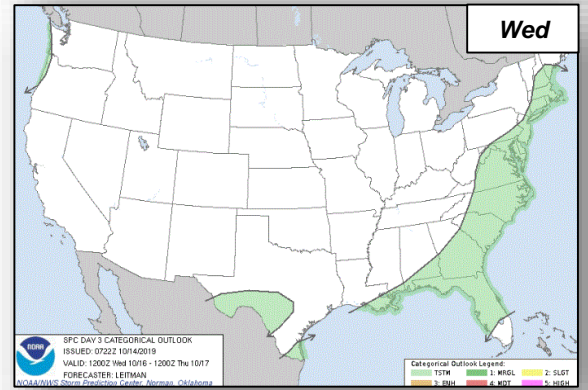 Wed
NOAA
SPC DAY 3 CATEGORICAL OUTLOOK
ISSUED: 0722Z 10/14/2019
VALID: 1200Z Wed 10/16 - 1200Z Thu 10/17
FORECASTER: LEITMAN
NOAA/NWS Storm Prediction Center, Norman, Oklahoma
Categorical Outlook Legend:
TSTM 1: MRGL 2: SLGT
3: ENH 4: MDT 5: HIGH